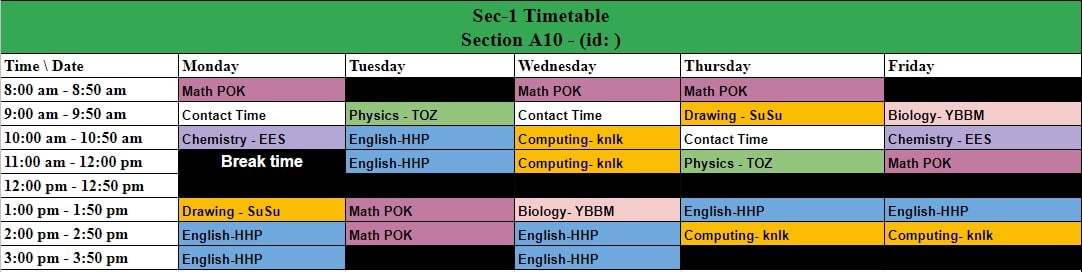 Sec-1 Timetable
Section A10 - (id: )
Time \ Date Monday Tuesday Wednesday Thursday Friday
8:00 am - 8:50 am Math POK Math POK Math POK
9:00 am - 9:50 am Contact Time Physics - TOZ Contact Time Drawing - SuSu Biology- YBBM
10:00 am - 10:50 am Chemistry - EES English-HHP Computing- knlk Contact Time Chemistry - EES
11:00 am - 12:00 pm Break time English-HHP Computing- knlk Physics - TOZ Math POK
12:00 pm - 12:50 pm
1:00 pm - 1:50 pm Drawing - SuSu Math POK Biology- YBBM English-HHP English-HHP
2:00 pm - 2:50 pm English-HHP Math POK English-HHP Computing- knlk Computing- knlk
3:00 pm - 3:50 pm English-HHP English-HHP